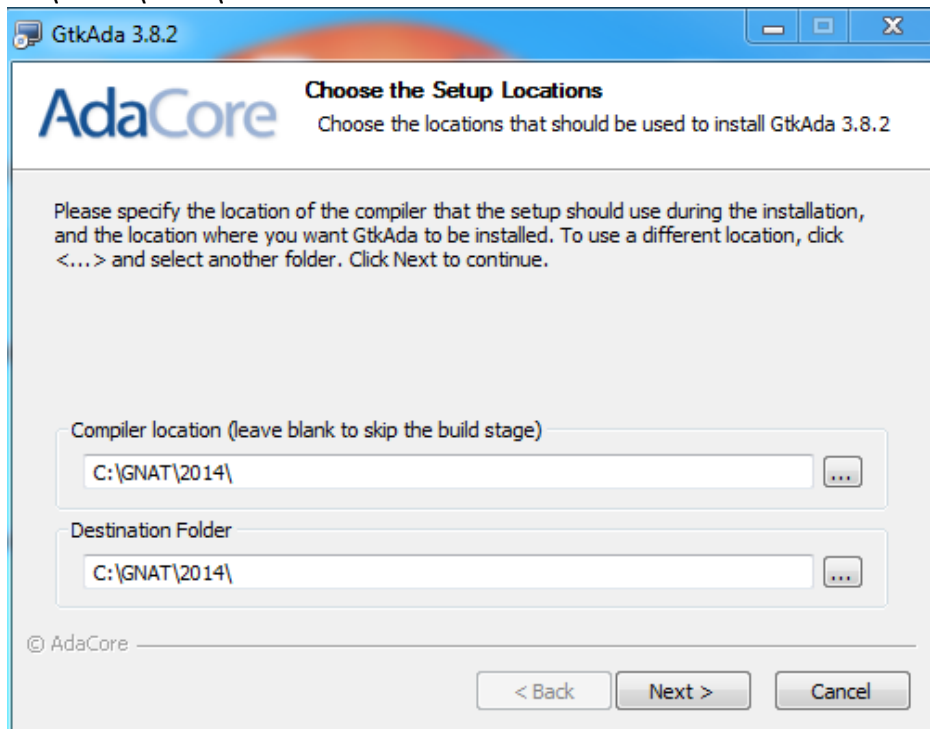 GtkAda 3.8.2
AdaCore
Choose the Setup Locations
Choose the locations that should be used to install GtkAda 3.8.2
Please specify the location of the compiler that the setup should use during the installation,
and the location where you want GtkAda to be installed. To use a different location, click
<...> and select another folder. Click Next to continue.
Compiler location (leave blank to skip the build stage)
C:\GNAT\2014\
...
Destination Folder
C:\GNAT\2014\
...
© AdaCore
< Back Next > Cancel